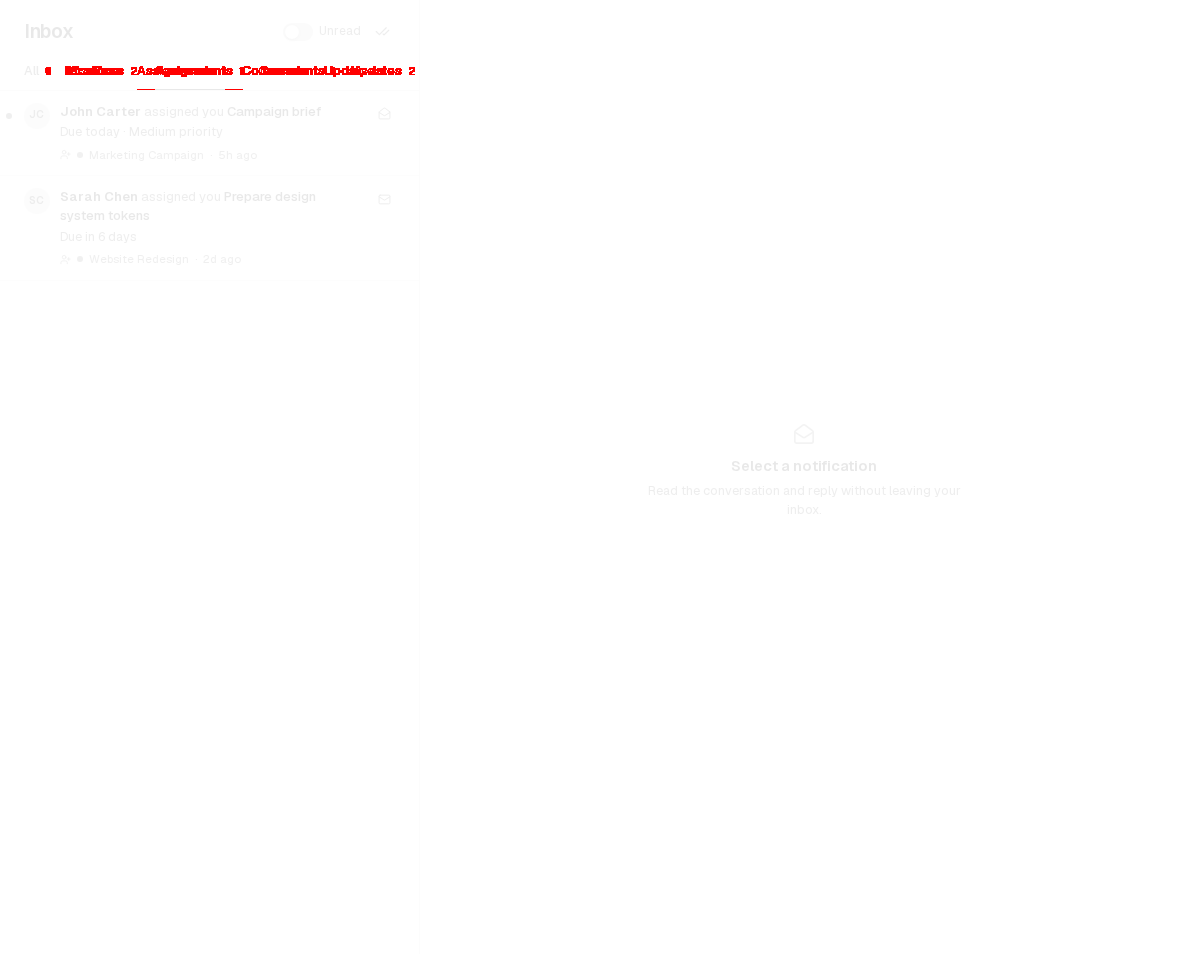 Inbox
Unread
All
John Carter assigned you Campaign brief
Due today · Medium priority
Marketing Campaign · 5h ago
JC
Sarah Chen assigned you Prepare design
system tokens
Due in 6 days
Website Redesign · 2d ago
SC
Select a notification
Read the conversation and reply without leaving your
inbox.